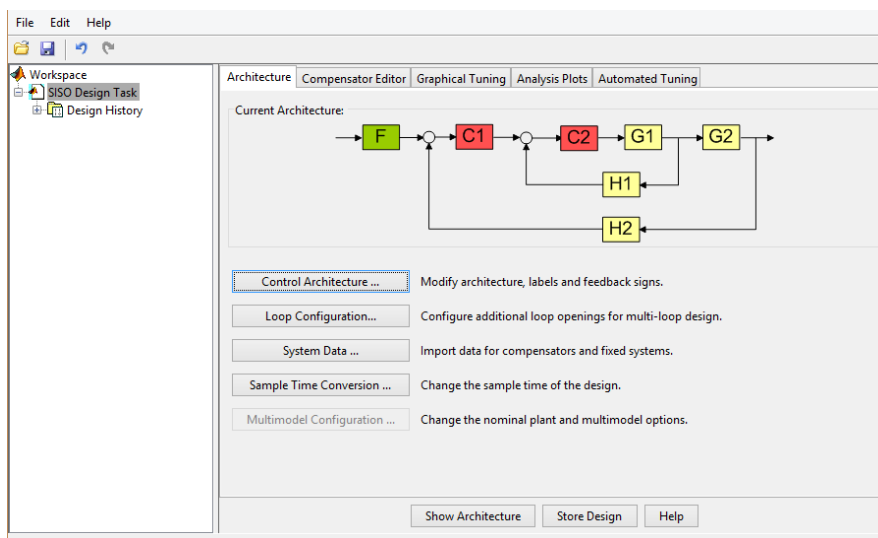 File Edit Help
Workspace
SISO Design Task
Design History
Architecture Compensator Editor Graphical Tuning Analysis Plots Automated Tuning
Current Architecture:
F C1 C2 G1 G2
H1
H2
Control Architecture ... Modify architecture, labels and feedback signs.
Loop Configuration... Configure additional loop openings for multi-loop design.
System Data ... Import data for compensators and fixed systems.
Sample Time Conversion ... Change the sample time of the design.
Multimodel Configuration ... Change the nominal plant and multimodel options.
Show Architecture Store Design Help